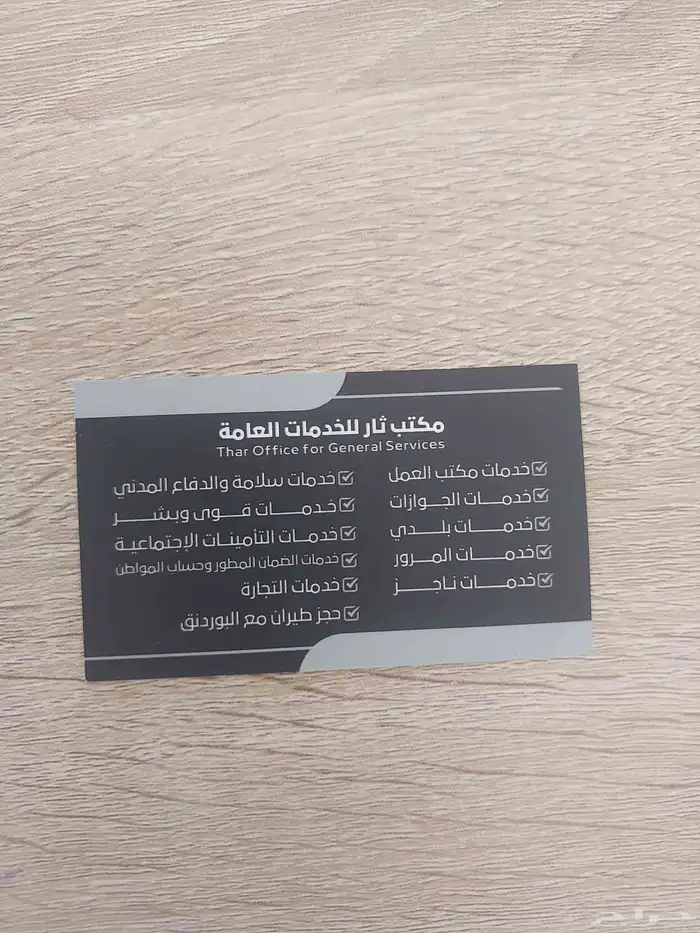 مكتب ثار للخدمات العامة
Thar Office for General Services
خدمات مكتب العمل
خدمات الجوازات
خدمات بلدي
خدمات المرور
خدمات ناجز
خدمات سلامة والدفاع المدني
خدمات قوى وبشر
خدمات التأمينات الإجتماعية
خدمات الضمان المطور وحساب المواطن
خدمات التجارة
حجز طيران مع البوردنق
حراج